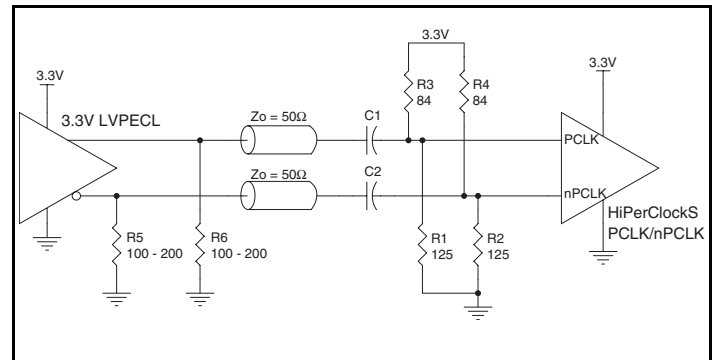 3.3V
3.3V LVPECL
Zo = 50Ω
Zo = 50Ω
C1
C2
3.3V
R3
84
R4
84
3.3V
PCLK
nPCLK
HiPerClockS
PCLK/nPCLK
R5
100 - 200
R6
100 - 200
R1
125
R2
125